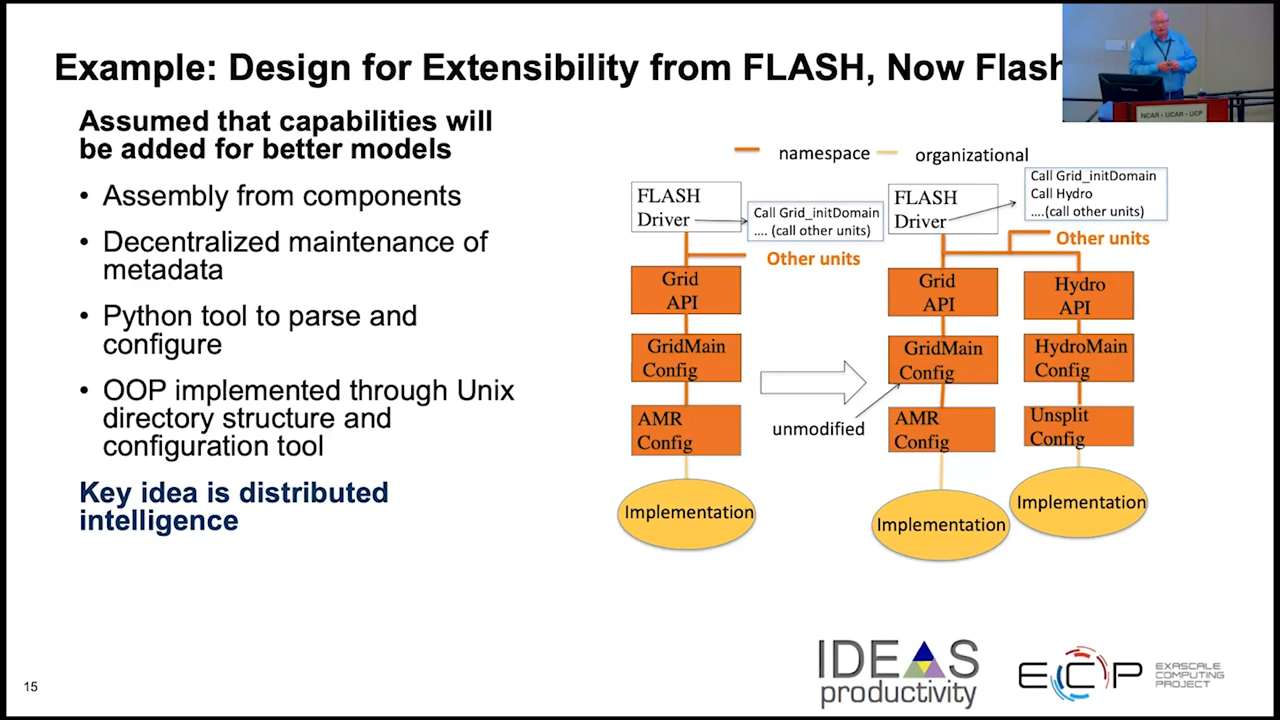 Example: Design for Extensibility from FLASH, Now Flash
NCAR • UCAR • UCP
Assumed that capabilities will
be added for better models
• Assembly from components
• Decentralized maintenance of
metadata
• Python tool to parse and
configure
• OOP implemented through Unix
directory structure and
configuration tool
Key idea is distributed
intelligence
namespace
organizational
FLASH
Driver
Call Grid_initDomain
.... (call other units)
Other units
Grid
API
GridMain
Config
AMR
Config
Implementation
unmodified
FLASH
Driver
Call Grid_initDomain
Call Hydro
....(call other units)
Other units
Grid
API
GridMain
Config
AMR
Config
Implementation
Hydro
API
HydroMain
Config
Unsplit
Config
Implementation
15
IDEAS
productivity
ECP
EXASCALE
COMPUTING
PROJECT